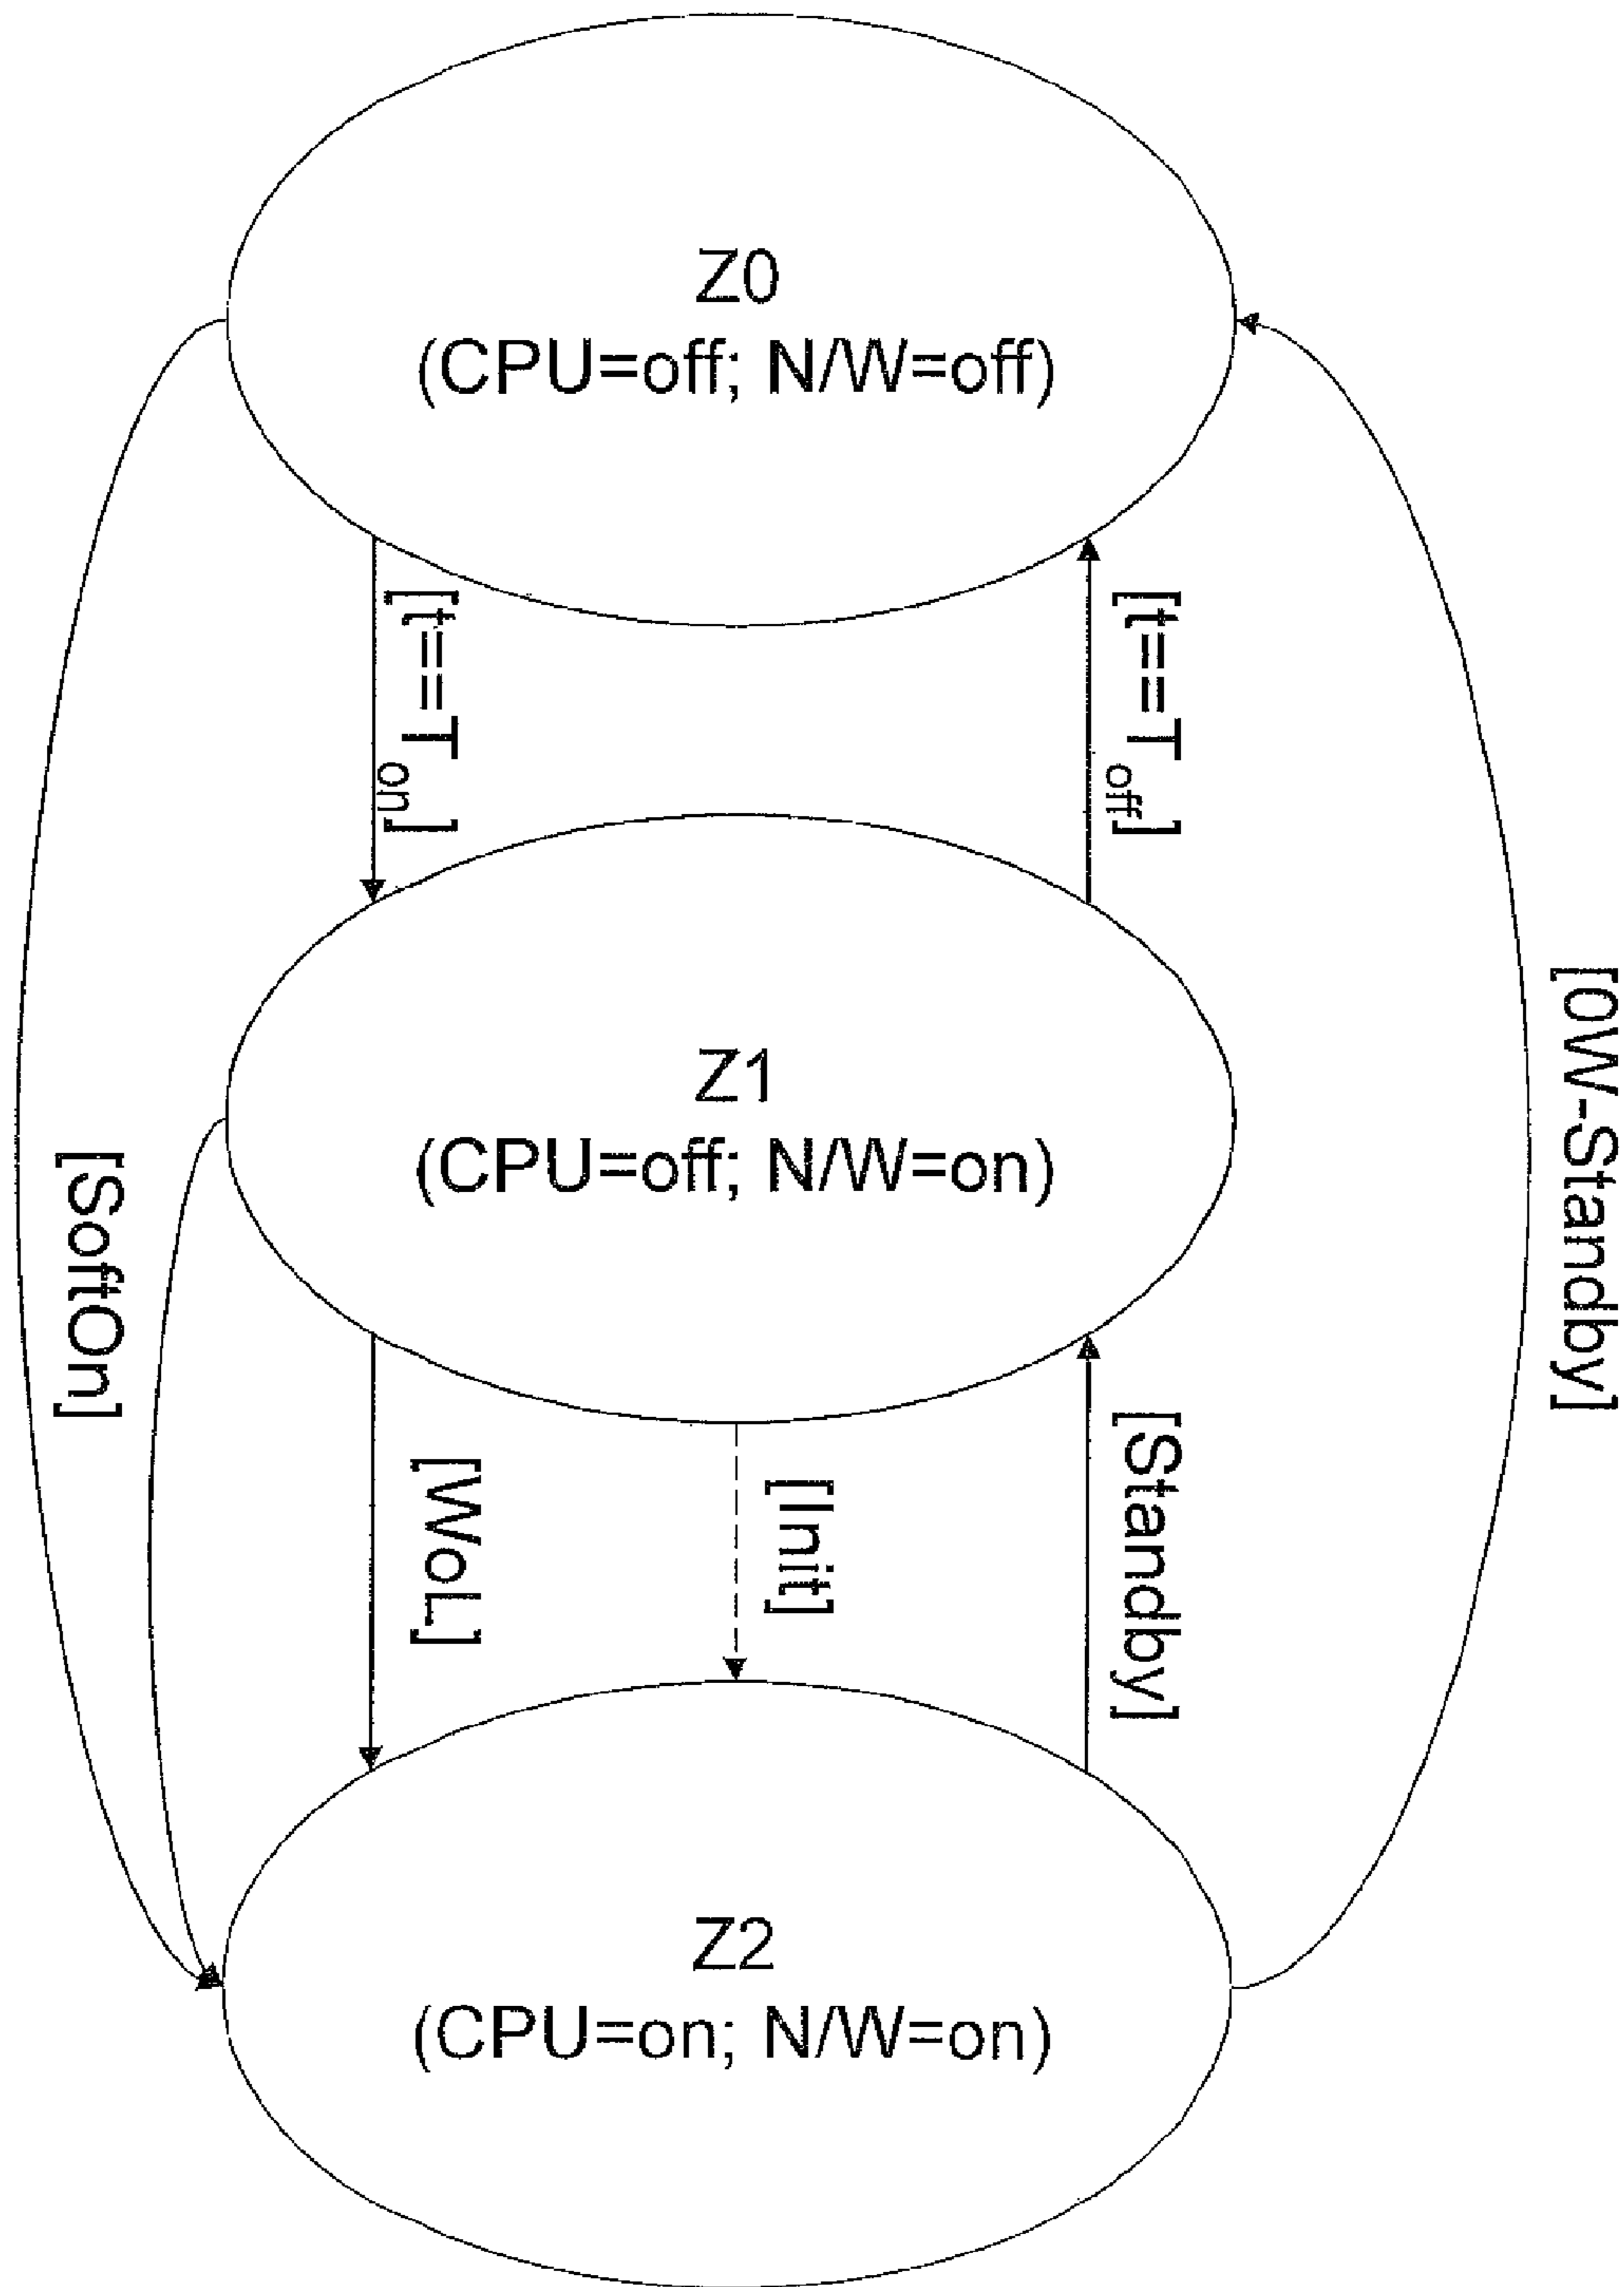 Z0
(CPU=off; N/W=off)
[t==Ton]
[t==Toff]
Z1
(CPU=off; N/W=on)
[0W-Standby]
[SoftOn]
[WoL]
[Init]
[Standby]
Z2
(CPU=on; N/W=on)